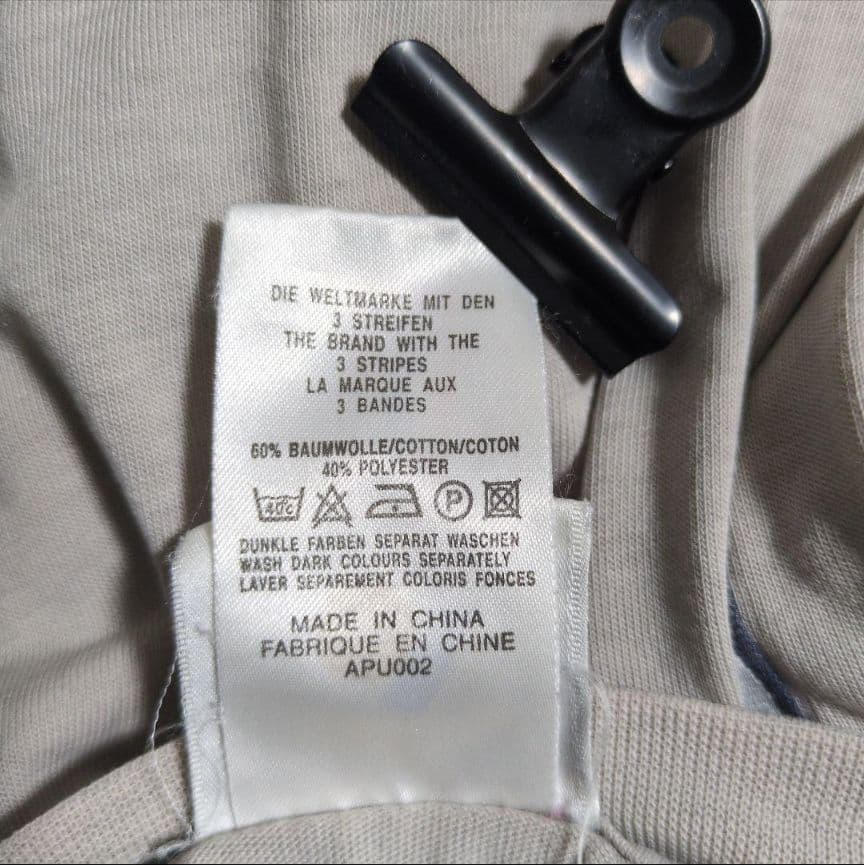 DIE WELTMARKE MIT DEN
3 STREIFEN
THE BRAND WITH THE
3 STRIPES
LA MARQUE AUX
3 BANDES
60% BAUMWOLLE/COTTON/COTON
40% POLYESTER
40°C P
DUNKLE FARBEN SEPARAT WASCHEN
WASH DARK COLOURS SEPARATELY
LAVER SEPAREMENT COLORIS FONCES
MADE IN CHINA
FABRIQUE EN CHINE
APU002